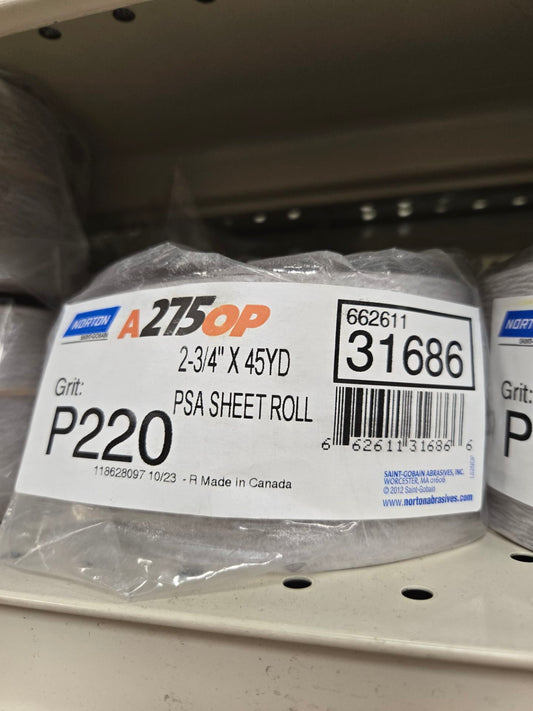 NORTON
SAINT-GOBAIN
A275OP
2-3/4" X 45YD
PSA SHEET ROLL
Grit:
P220
118628097 10/23 - R Made in Canada
662611
31686
6 62611 31686 6
SAINT-GOBAIN ABRASIVES, INC.
WORCESTER, MA 01606
© 2012 Saint-Gobain
www.nortonabrasives.com
NORT
SAINT-G
Grit:
P